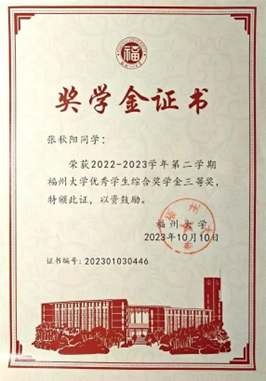 福
奖学金证书
张秋阳同学：
荣获2022-2023学年第二学期
福州大学优秀学生综合奖学金三等奖，
特颁此证，以资鼓励。
福州大学
2023年10月10日
证书编号：202301030446